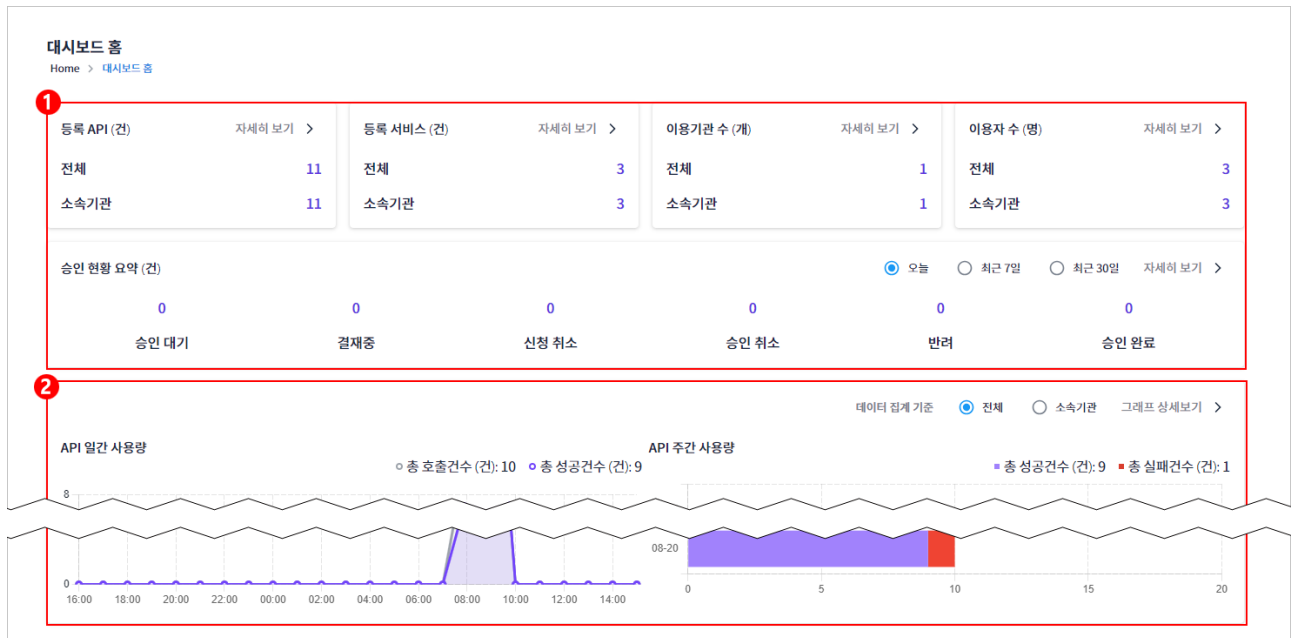 대시보드 홈
Home > 대시보드 홈
1
등록 API (건) 자세히 보기 > 등록 서비스 (건) 자세히 보기 > 이용기관 수 (개) 자세히 보기 > 이용자 수 (명) 자세히 보기 >
전체 11 전체 3 전체 1 전체 3
소속기관 11 소속기관 3 소속기관 1 소속기관 3
승인 현황 요약 (건) 오늘 최근 7일 최근 30일 자세히 보기 >
0 0 0 0 0 0
승인 대기 결재중 신청 취소 승인 취소 반려 승인 완료
2
데이터 집계 기준 전체 소속기관 그래프 상세보기 >
API 일간 사용량 API 주간 사용량
총 호출건수 (건): 10 총 성공건수 (건): 9 총 성공건수 (건): 9 총 실패건수 (건): 1
8
08-20
0 0 5 10 15 20
16:00 18:00 20:00 22:00 00:00 02:00 04:00 06:00 08:00 10:00 12:00 14:00